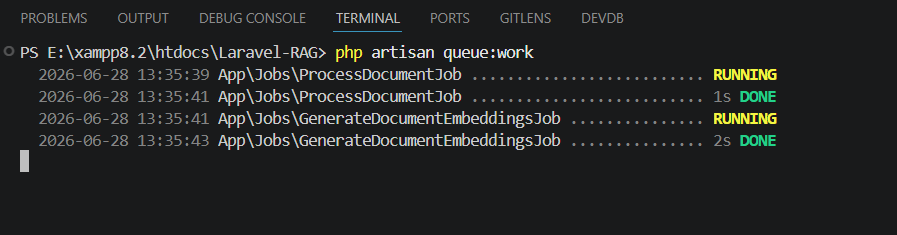 PROBLEMS OUTPUT DEBUG CONSOLE TERMINAL PORTS GITLENS DEVDB
PS E:\xampp8.2\htdocs\Laravel-RAG> php artisan queue:work
2026-06-28 13:35:39 App\Jobs\ProcessDocumentJob ........................... RUNNING
2026-06-28 13:35:41 App\Jobs\ProcessDocumentJob ........................... 1s DONE
2026-06-28 13:35:41 App\Jobs\GenerateDocumentEmbeddingsJob ................ RUNNING
2026-06-28 13:35:43 App\Jobs\GenerateDocumentEmbeddingsJob ................ 2s DONE